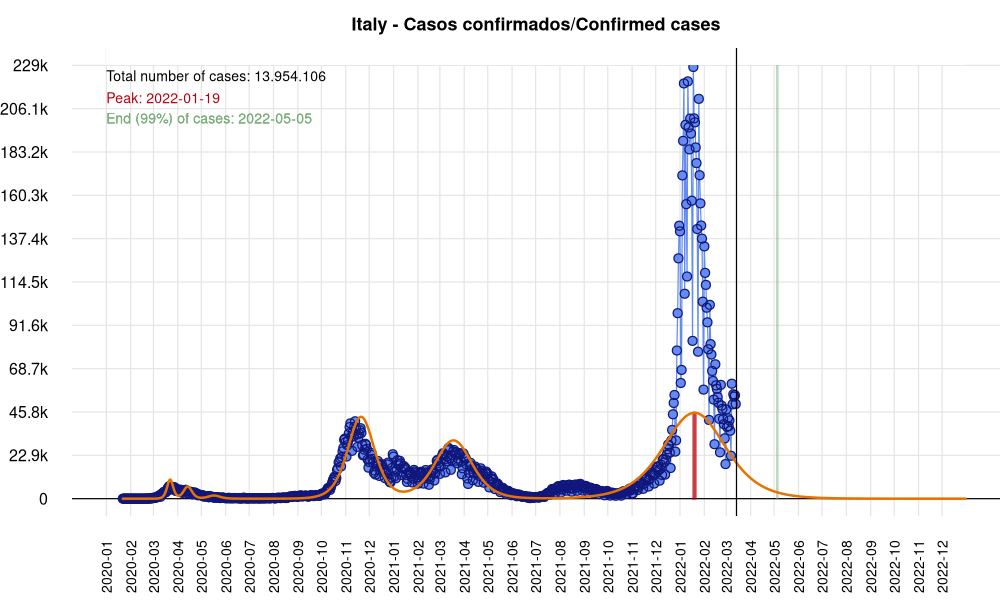 Italy - Casos confirmados/Confirmed cases
Total number of cases: 13.954.106
Peak: 2022-01-19
End (99%) of cases: 2022-05-05
229k
206.1k
183.2k
160.3k
137.4k
114.5k
91.6k
68.7k
45.8k
22.9k
0
2020-01
2020-02
2020-03
2020-04
2020-05
2020-06
2020-07
2020-08
2020-09
2020-10
2020-11
2020-12
2021-01
2021-02
2021-03
2021-04
2021-05
2021-06
2021-07
2021-08
2021-09
2021-10
2021-11
2021-12
2022-01
2022-02
2022-03
2022-04
2022-05
2022-06
2022-07
2022-08
2022-09
2022-10
2022-11
2022-12